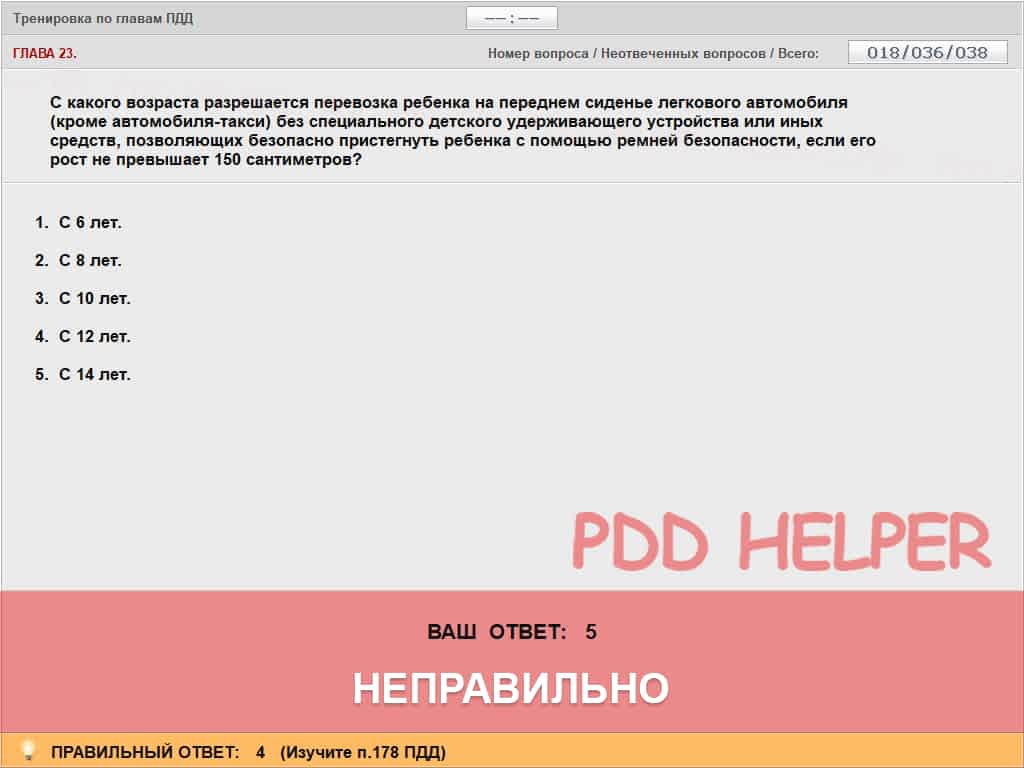 Тренировка по главам ПДД
—— : ——
ГЛАВА 23.
Номер вопроса / Неотвеченных вопросов / Всего: 018/036/038
С какого возраста разрешается перевозка ребенка на переднем сиденье легкового автомобиля
(кроме автомобиля-такси) без специального детского удерживающего устройства или иных
средств, позволяющих безопасно пристегнуть ребенка с помощью ремней безопасности, если его
рост не превышает 150 сантиметров?
1. С 6 лет.
2. С 8 лет.
3. С 10 лет.
4. С 12 лет.
5. С 14 лет.
PDD HELPER
ВАШ ОТВЕТ: 5
НЕПРАВИЛЬНО
ПРАВИЛЬНЫЙ ОТВЕТ: 4 (Изучите п.178 ПДД)